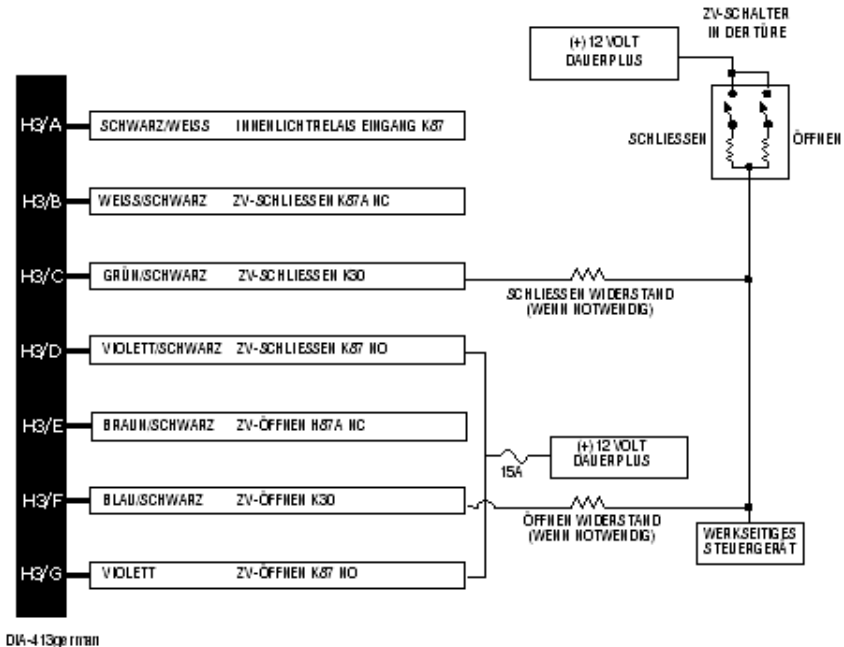 ZV-SCHALTER
IN DER TÜRE
(+) 12 VOLT
DAUERPLUS
SCHLIESSEN
ÖFFNEN
H3/A SCHWARZ/WEISS INNENLICHTRELAIS EINGANG K87
H3/B WEISS/SCHWARZ ZV-SCHLIESSEN K87A NC
H3/C GRÜN/SCHWARZ ZV-SCHLIESSEN K30
SCHLIESSEN WIDERSTAND
(WENN NOTWENDIG)
H3/D VIOLETT/SCHWARZ ZV-SCHLIESSEN K87 NO
H3/E BRAUN/SCHWARZ ZV-ÖFFNEN H87A NC
15A
(+) 12 VOLT
DAUERPLUS
H3/F BLAU/SCHWARZ ZV-ÖFFNEN K30
ÖFFNEN WIDERSTAND
(WENN NOTWENDIG)
WERKSEITIGES
STEUERGERÄT
H3/G VIOLETT ZV-ÖFFNEN K87 NO
DIA-413german